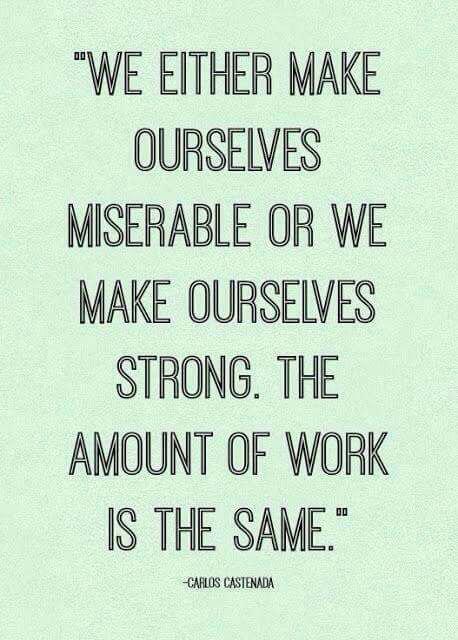 "WE EITHER MAKE
OURSELVES
MISERABLE OR WE
MAKE OURSELVES
STRONG. THE
AMOUNT OF WORK
IS THE SAME."
-CARLOS CASTENADA